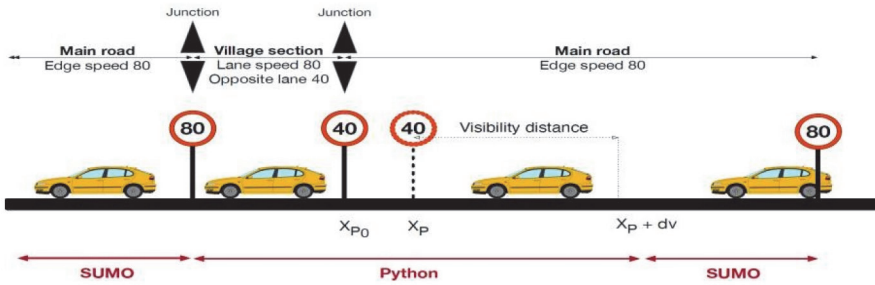 Junction
Junction
Main road
Edge speed 80
Village section
Lane speed 80
Opposite lane 40
Main road
Edge speed 80
80
40
40
Visibility distance
80
XP0
XP
XP + dv
SUMO
Python
SUMO